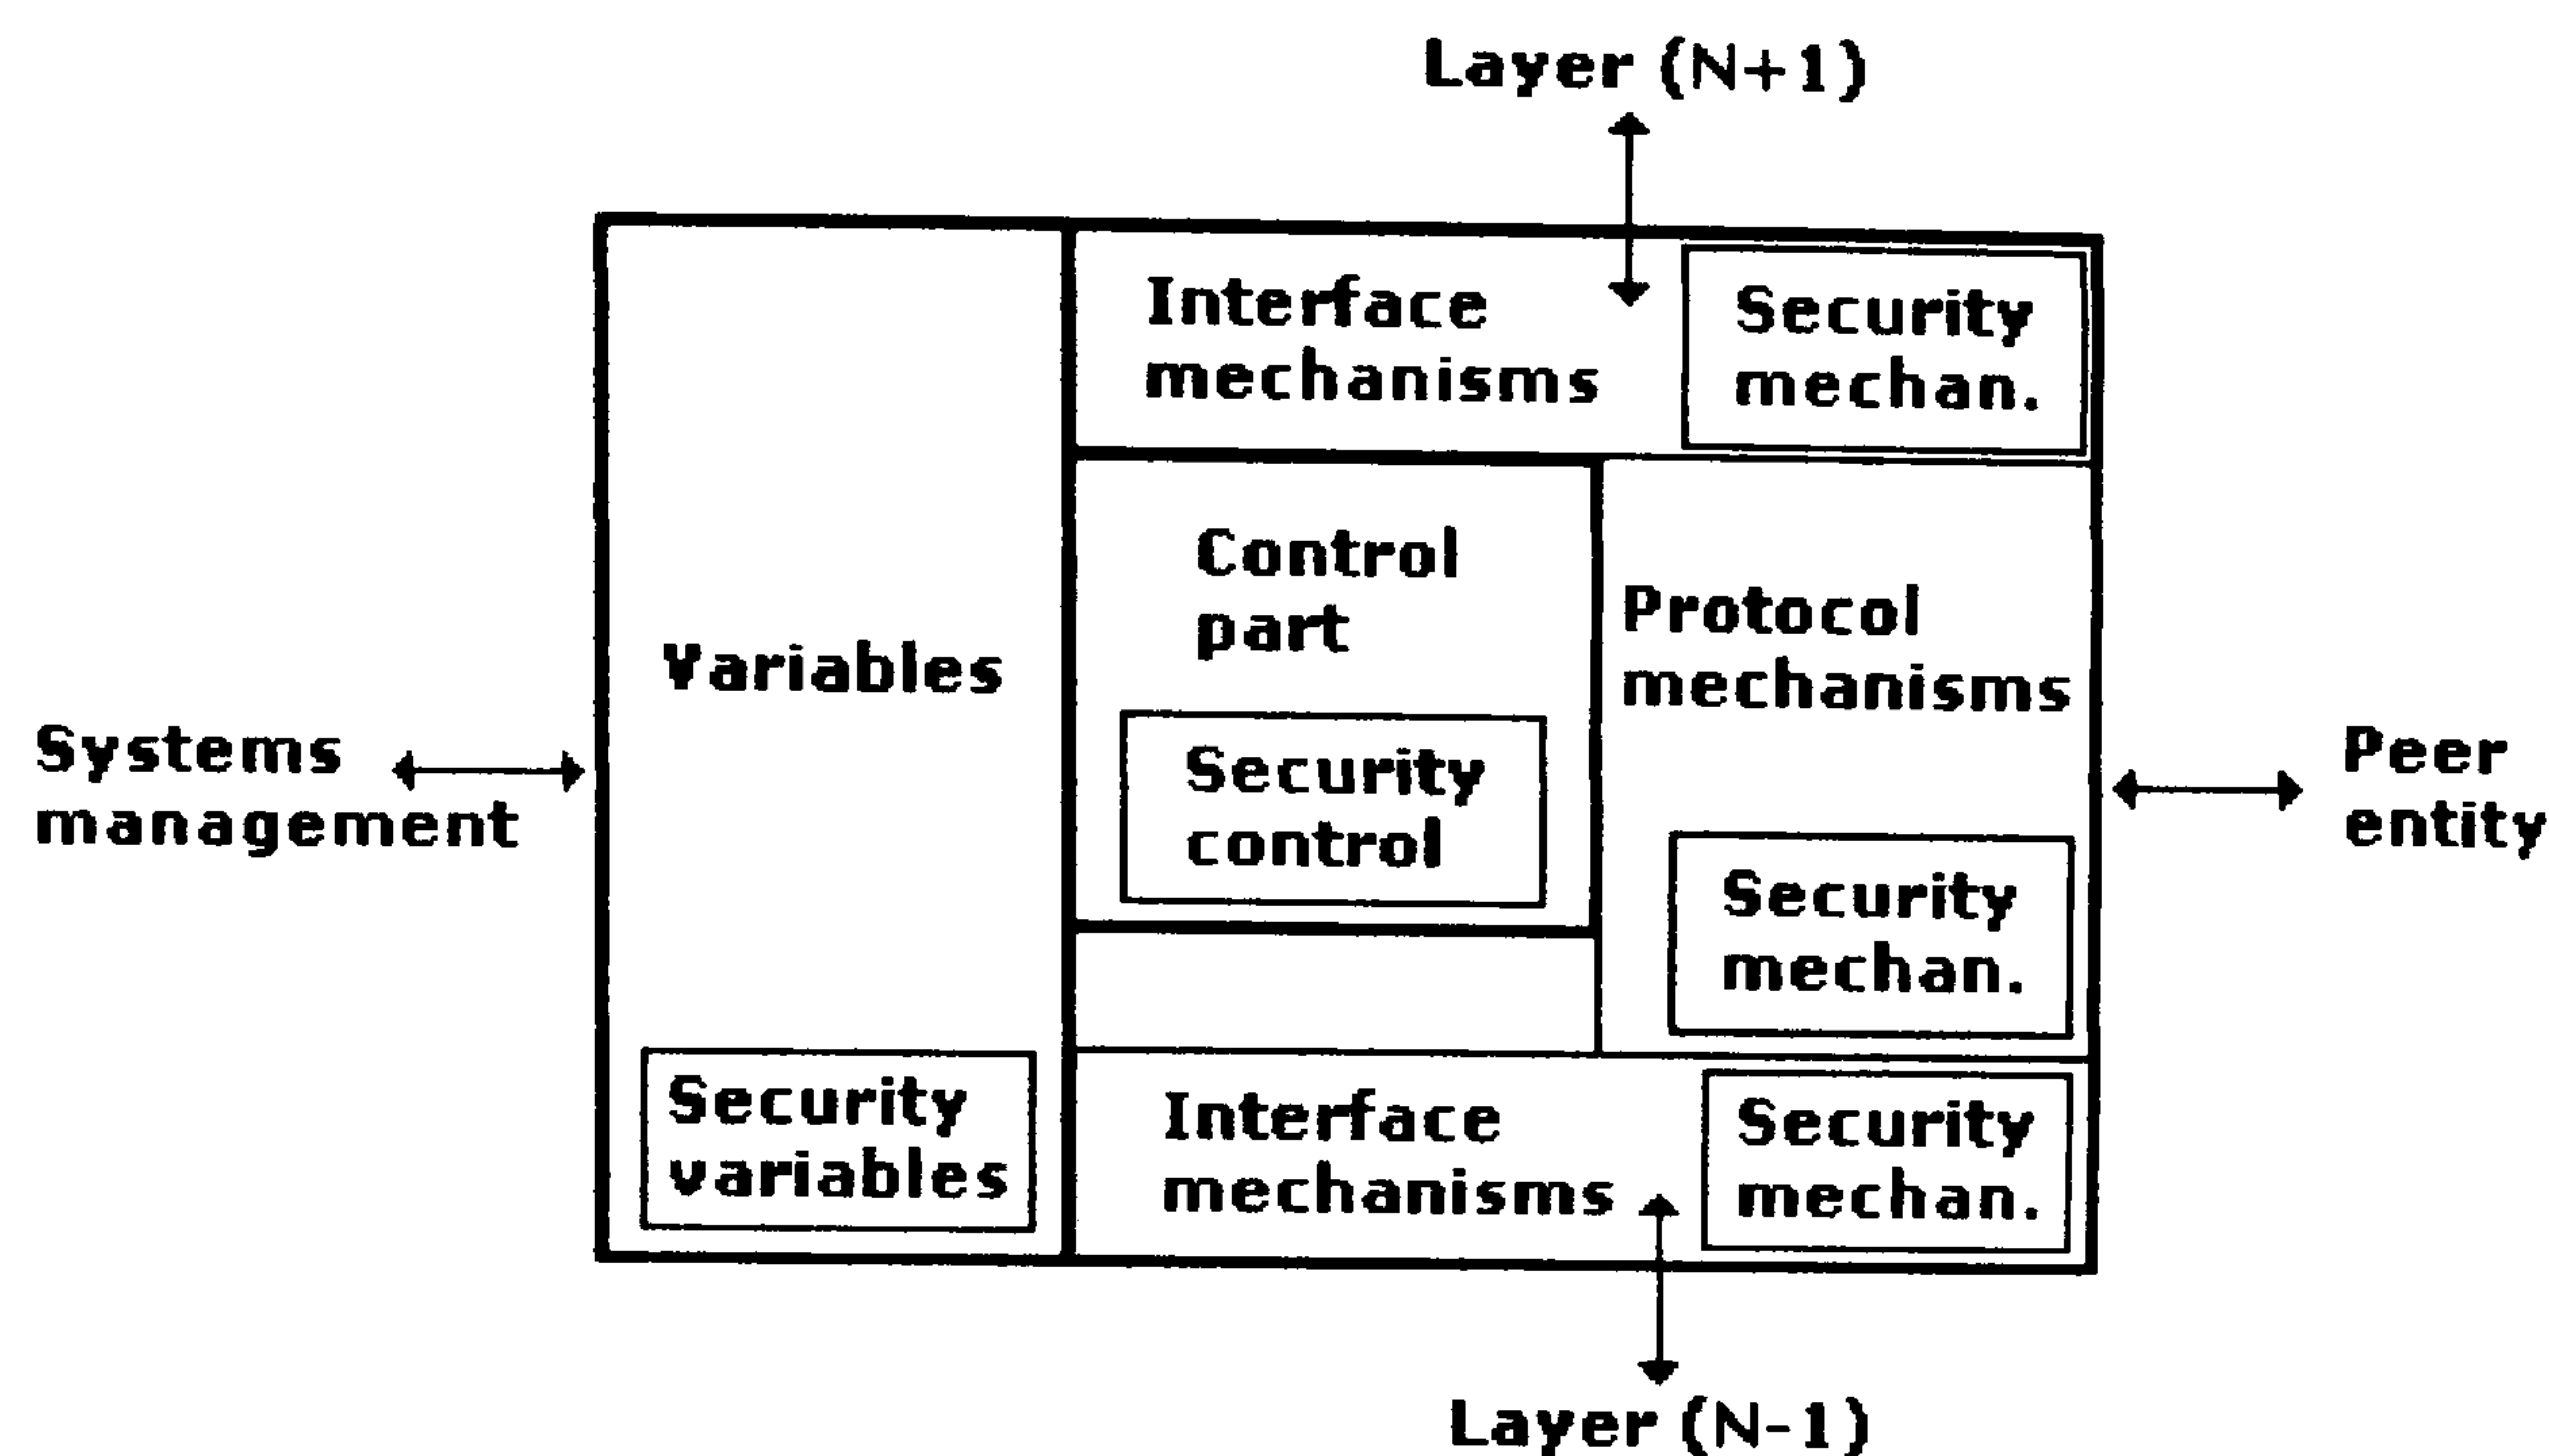 Layer (N+1)
Interface
mechanisms
Security
mechan.
Control
part
Protocol
mechanisms
Variables
Systems
management
Security
control
Peer
entity
Security
mechan.
Security
variables
Interface
mechanisms
Security
mechan.
Layer (N-1)